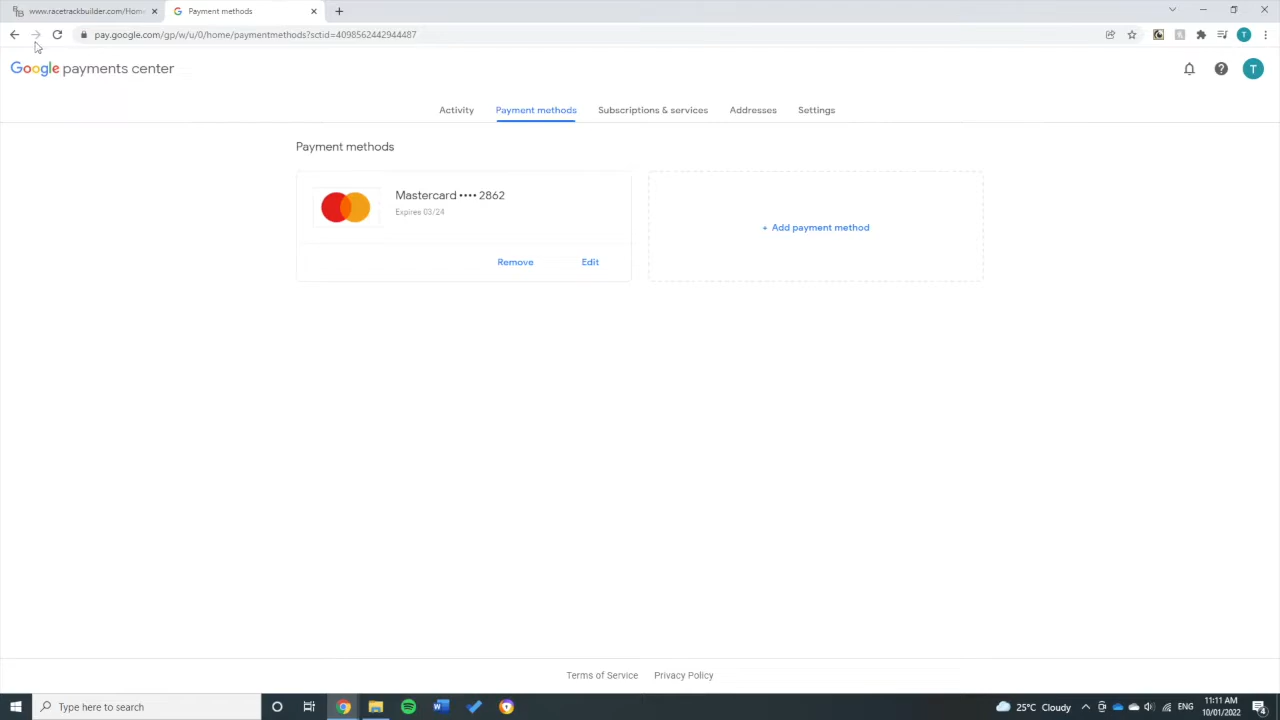 www.racetrackbuilder.com/Home
Payment methods
pay.google.com/gp/w/u/0/home/paymentmethods?sctid=4098562442944487
T
Google payments center
T
Activity
Payment methods
Subscriptions & services
Addresses
Settings
Payment methods
Mastercard •••• 2862
Expires 03/24
Remove
Edit
+ Add payment method
Terms of Service
Privacy Policy
Type here to search
25°C Cloudy
ENG
11:11 AM
10/01/2022
4